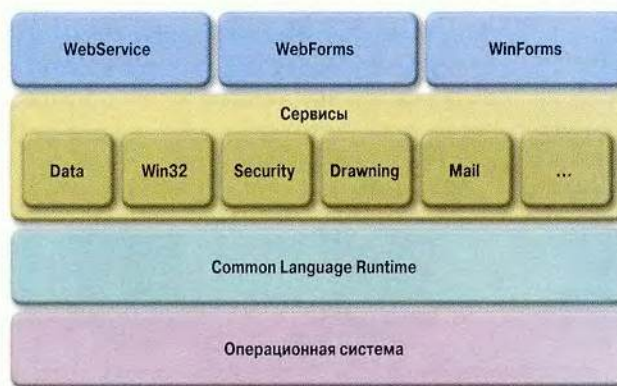 WebService WebForms WinForms
Сервисы
Data Win32 Security Drawning Mail ...
Common Language Runtime
Операционная система